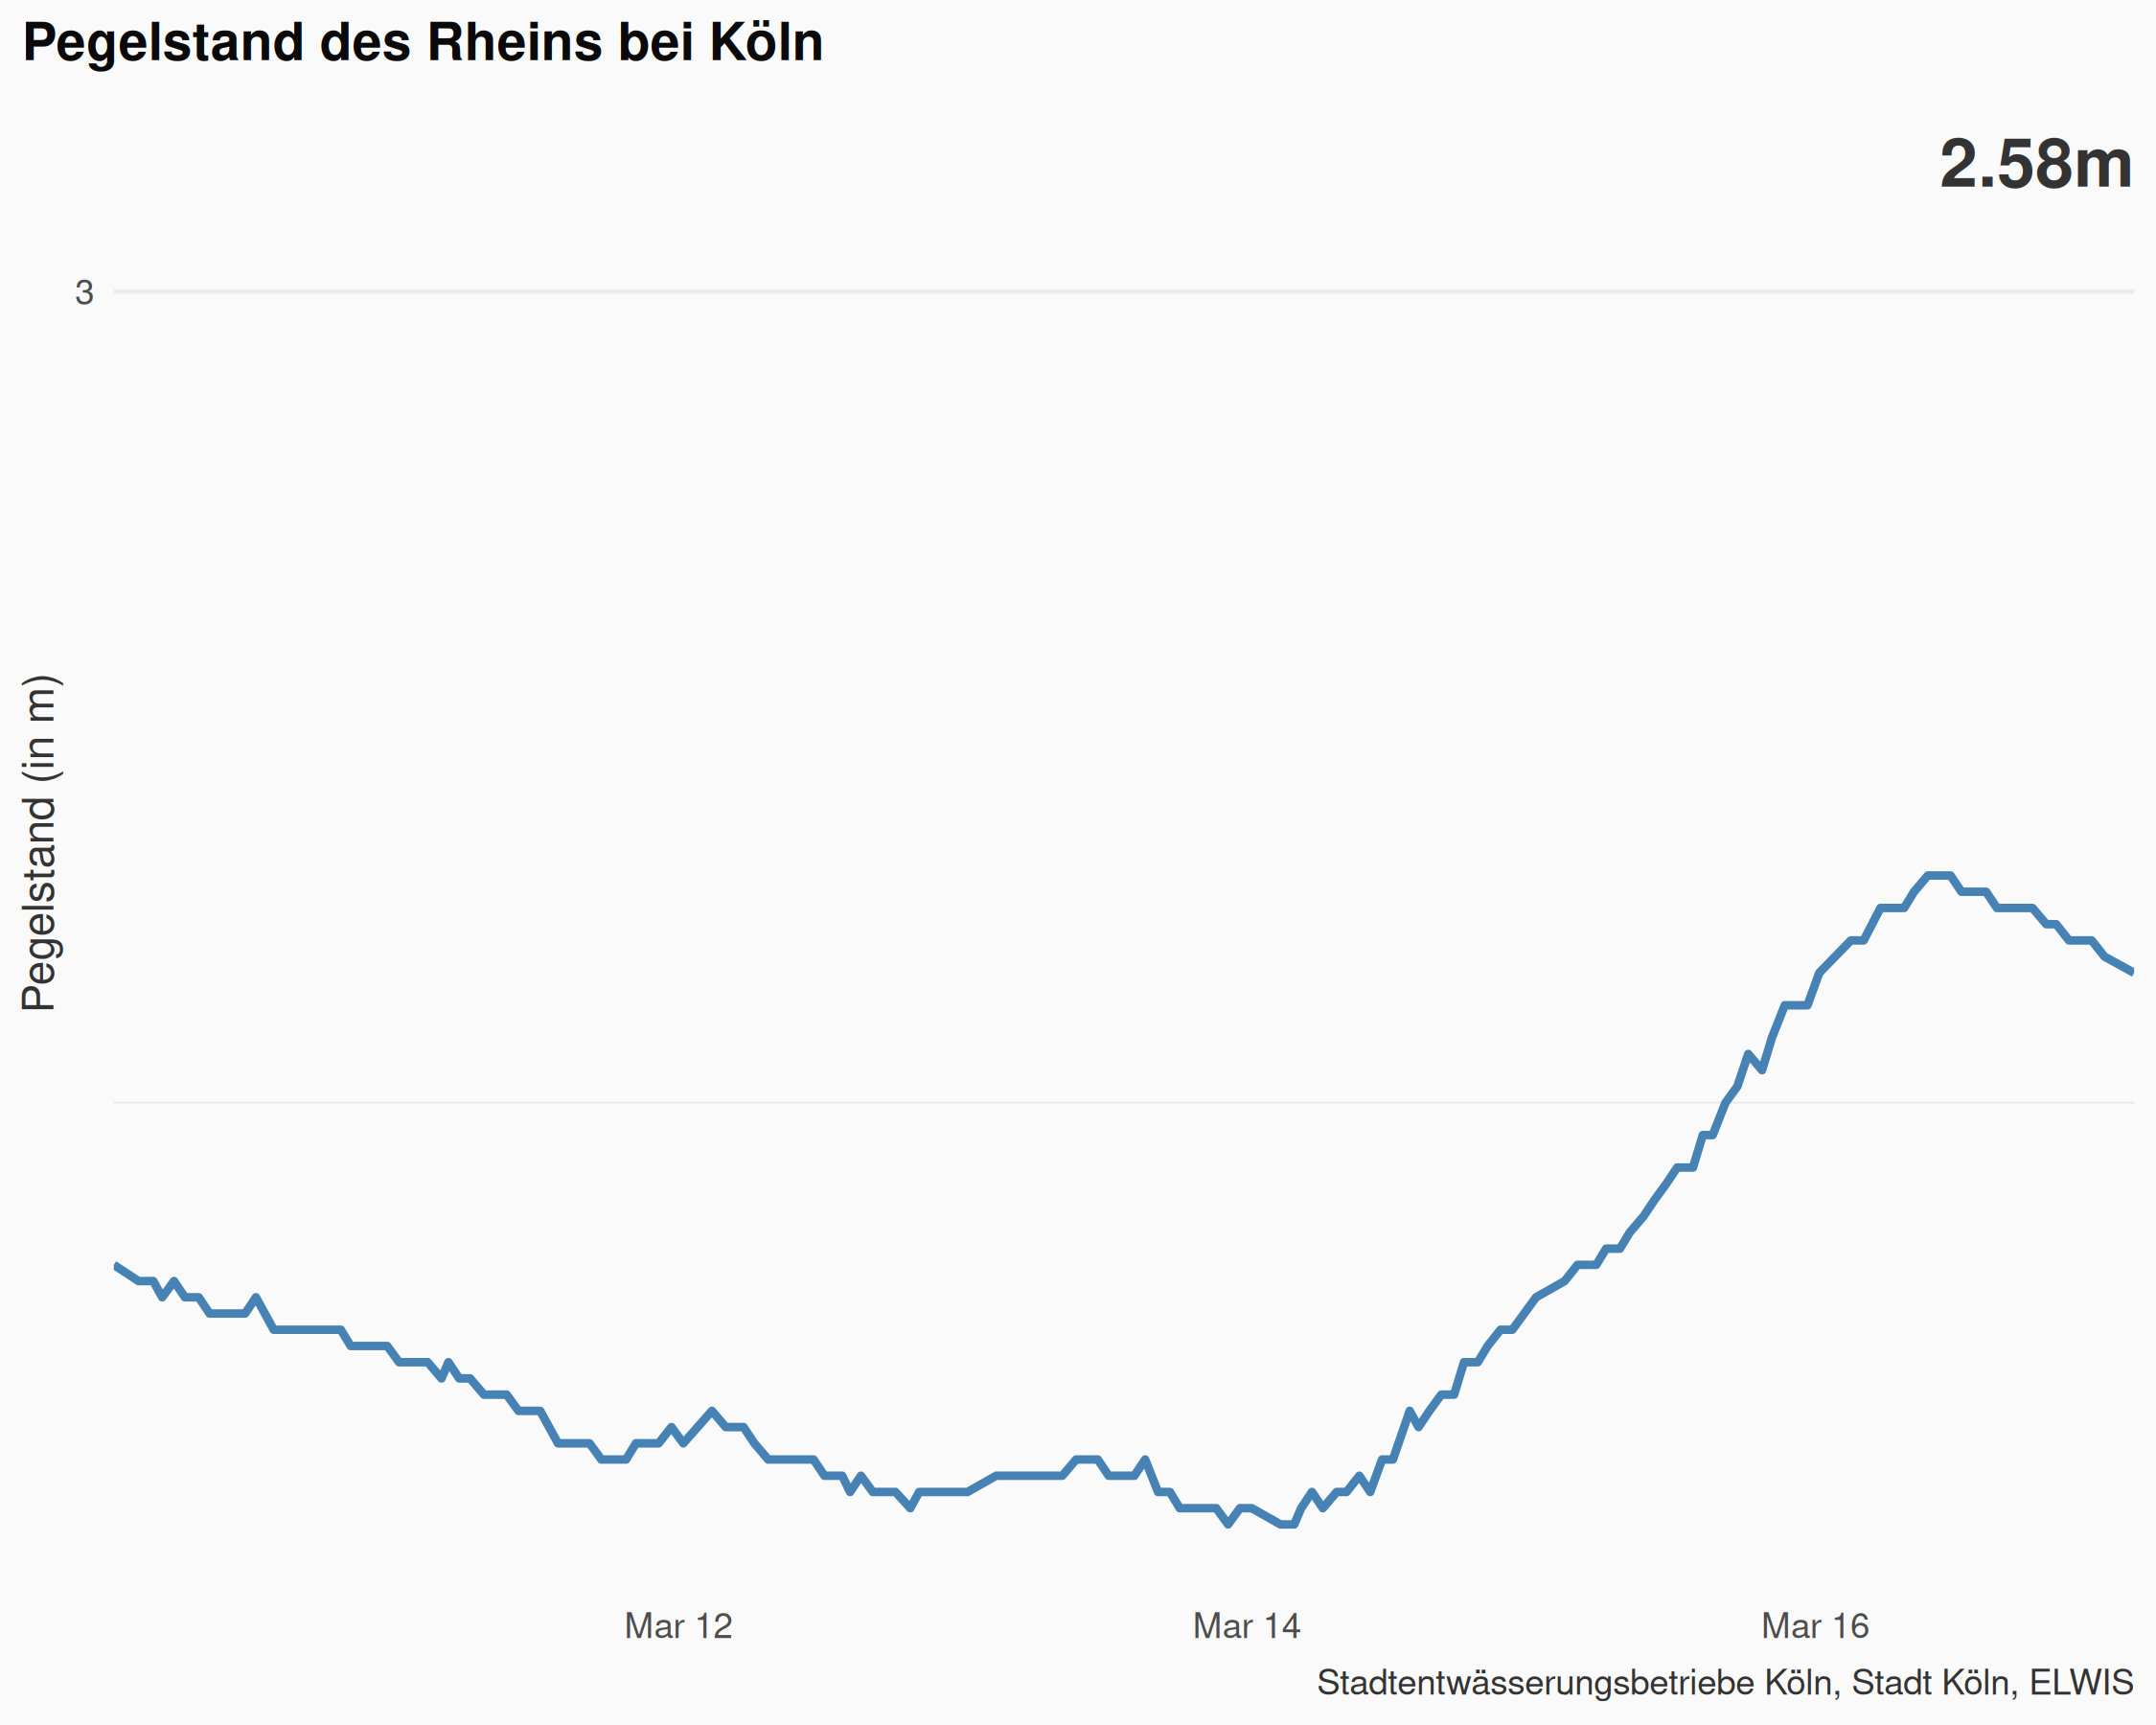 Pegelstand des Rheins bei Köln
2.58m
3
Pegelstand (in m)
Mar 12
Mar 14
Mar 16
Stadtentwässerungsbetriebe Köln, Stadt Köln, ELWIS